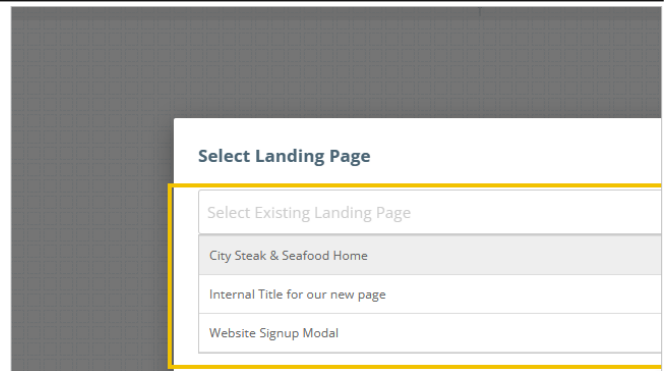 Select Landing Page
Select Existing Landing Page
City Steak & Seafood Home
Internal Title for our new page
Website Signup Modal